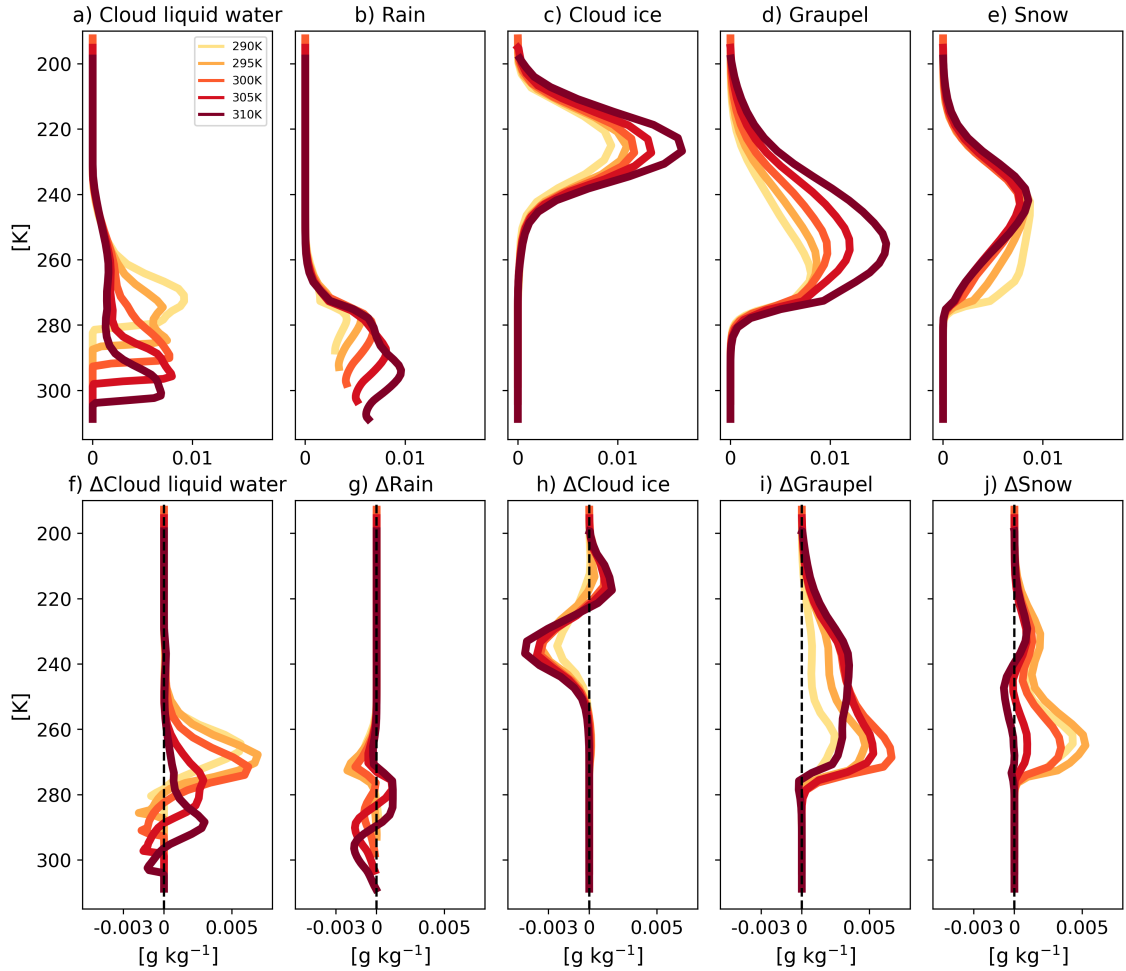 a) Cloud liquid water
b) Rain
c) Cloud ice
d) Graupel
e) Snow
290K
295K
300K
305K
310K
[K]
200
220
240
260
280
300
0 0.01
0 0.01
0 0.01
0 0.01
0 0.01
f) ΔCloud liquid water
g) ΔRain
h) ΔCloud ice
i) ΔGraupel
j) ΔSnow
[K]
200
220
240
260
280
300
-0.003 0 0.005
-0.003 0 0.005
-0.003 0 0.005
-0.003 0 0.005
-0.003 0 0.005
[g kg⁻¹]
[g kg⁻¹]
[g kg⁻¹]
[g kg⁻¹]
[g kg⁻¹]